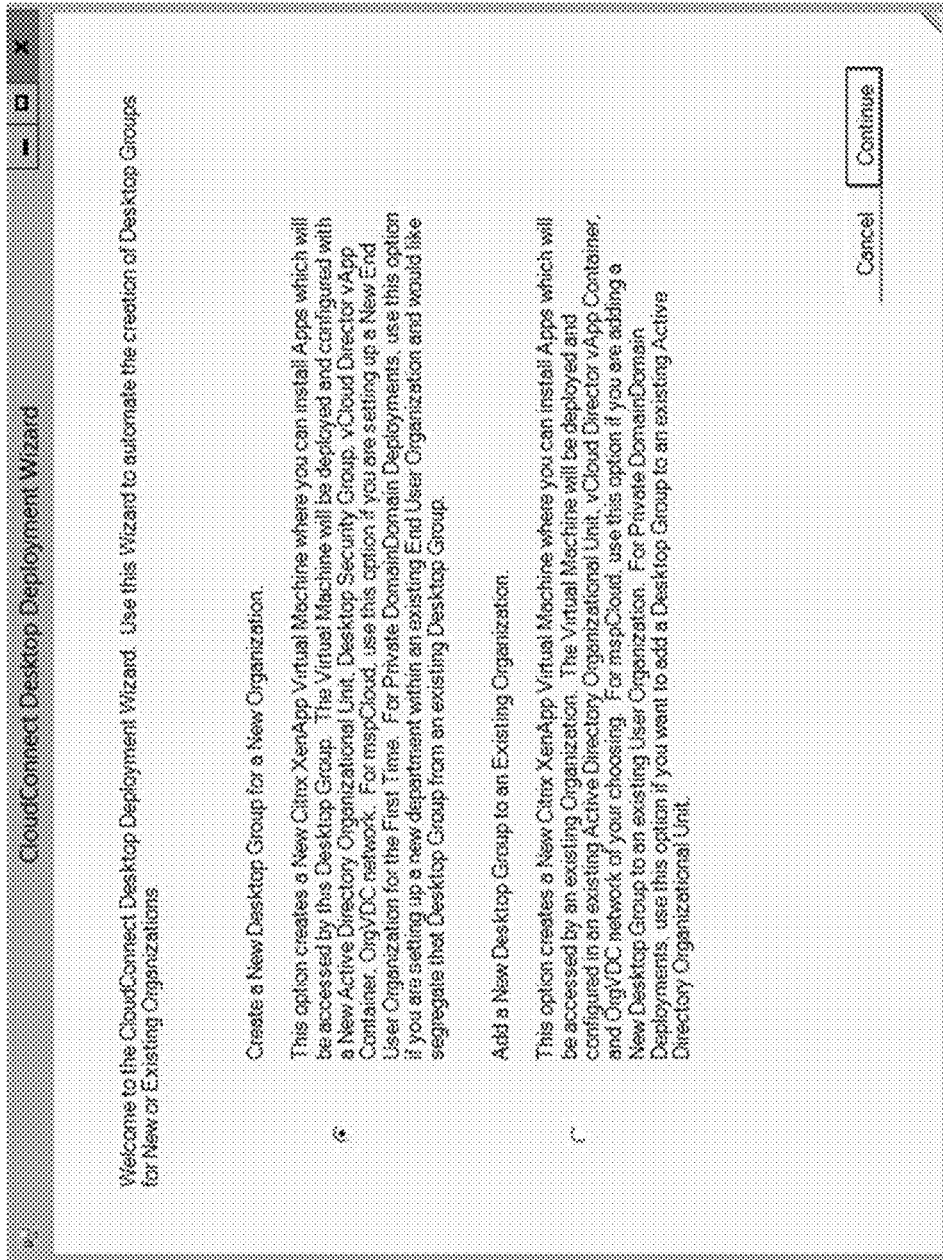 CloudConnect Desktop Deployment Wizard
Welcome to the CloudConnect Desktop Deployment Wizard. Use this Wizard to automate the creation of Desktop Groups
for New or Existing Organizations
Create a New Desktop Group for a New Organization.
This option creates a New Citrix XenApp Virtual Machine where you can install Apps which will
be accessed by this Desktop Group. The Virtual Machine will be deployed and configured with
a New Active Directory Organizational Unit, Desktop Security Group, vCloud Director vApp
Container, OrgVDC network. For mspCloud, use this option if you are setting up a New End
User Organization for the First Time. For Private DomainDomain Deployments, use this option
if you are setting up a new department within an existing End User Organization and would like
segregate that Desktop Group from an existing Desktop Group.
Add a New Desktop Group to an Existing Organization.
This option creates a New Citrix XenApp Virtual Machine where you can install Apps which will
be accessed by an existing Organization. The Virtual Machine will be deployed and
configured in an existing Active Directory Organizational Unit, vCloud Director vApp Container,
and OrgVDC network of your choosing. For mspCloud, use this option if you are adding a
New Desktop Group to an existing User Organization. For Private DomainDomain
Deployments, use this option if you want to add a Desktop Group to an existing Active
Directory Organizational Unit.
Cancel Continue